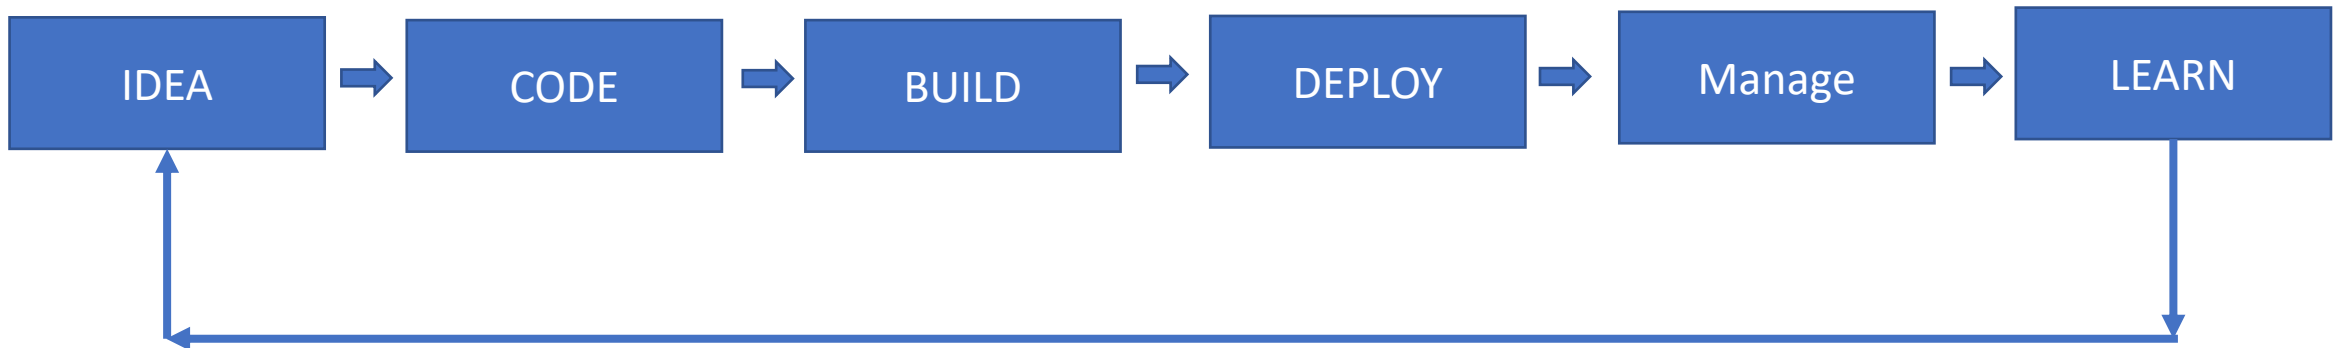 IDEA
CODE
BUILD
DEPLOY
Manage
LEARN